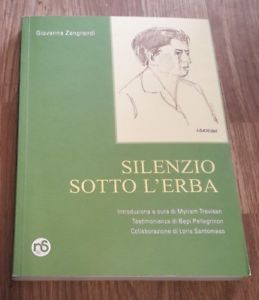 Giovanna Zangrandi
SILENZIO
SOTTO L'ERBA
Introduzione a cura di Myriam Trevisan
Testimonianza di Bepi Pellegrinon
Collaborazione di Loris Santomaso
nS